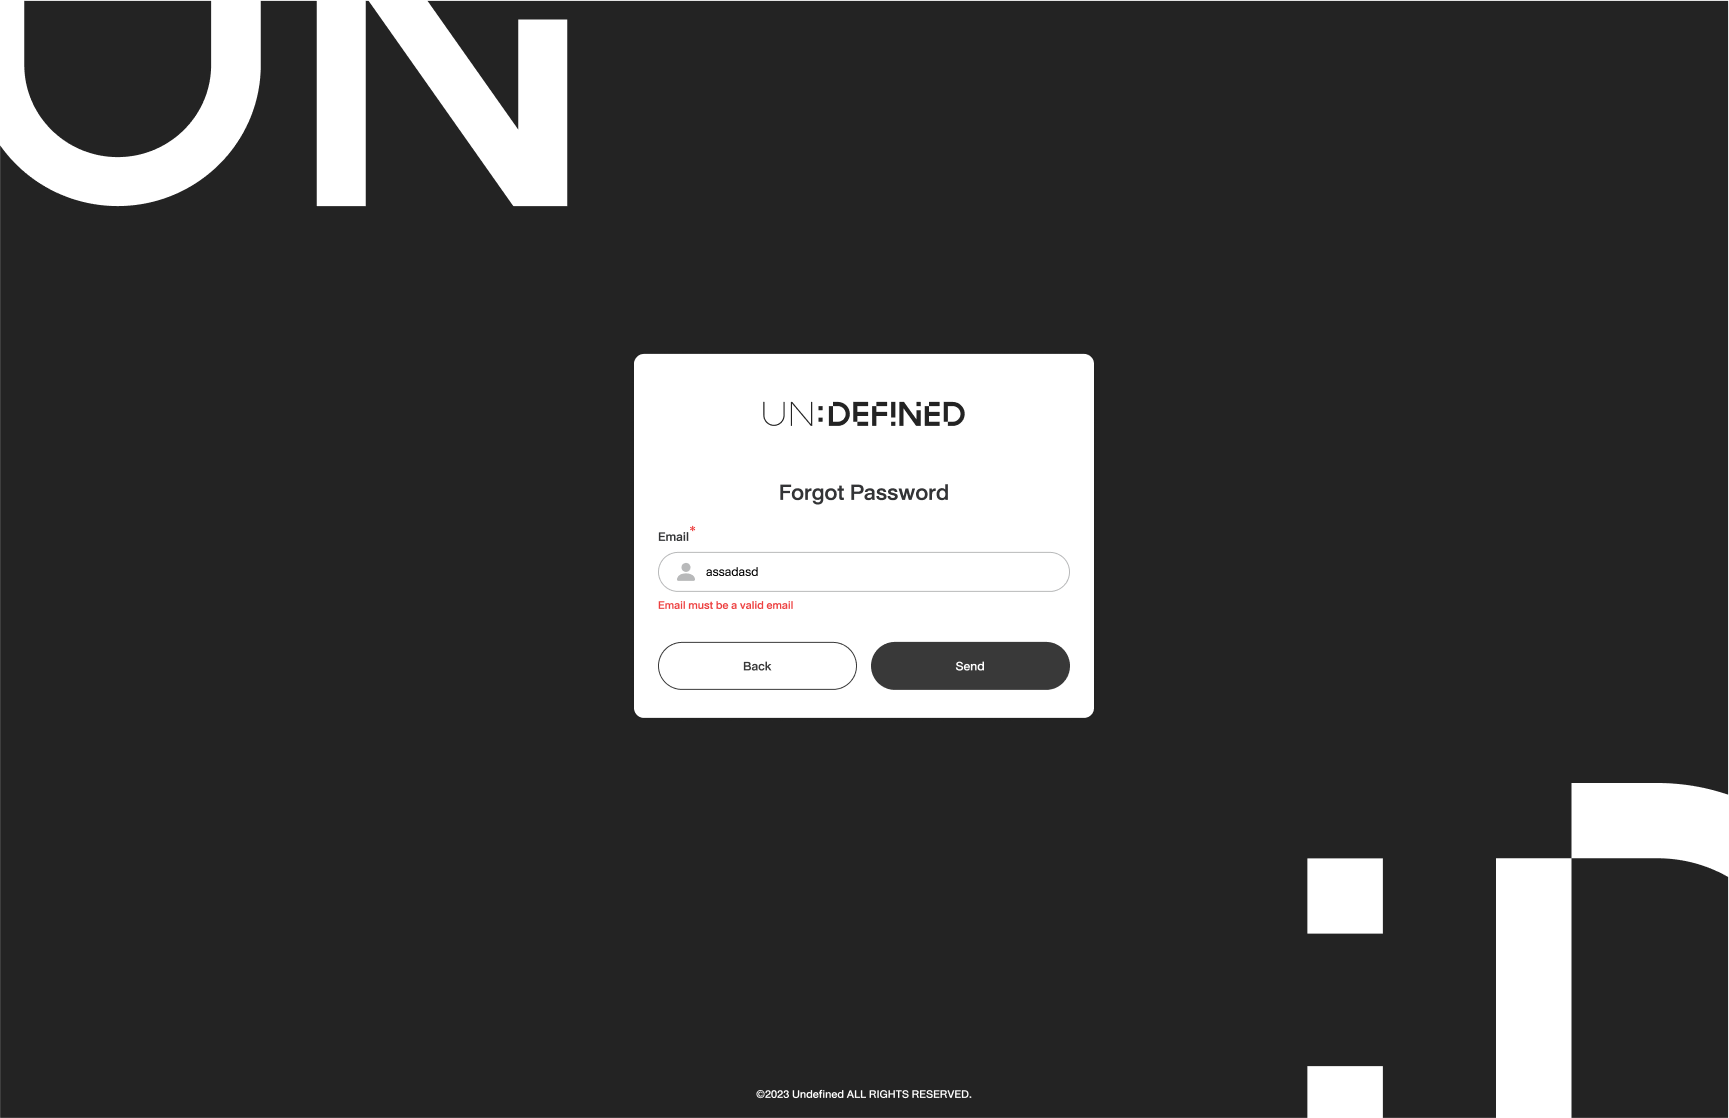 UN
UN:DEF!NED
Forgot Password
Email*
assadasd
Email must be a valid email
Back
Send
:D
©2023 Undefined ALL RIGHTS RESERVED.